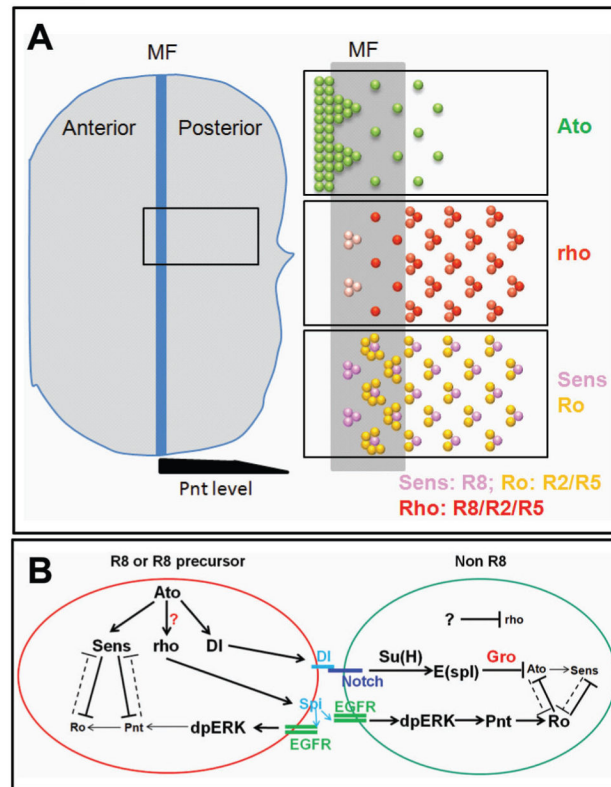 A
MF
MF
Anterior
Posterior
Ato
rho
Sens
Ro
Pnt level
Sens: R8; Ro: R2/R5
Rho: R8/R2/R5
B
R8 or R8 precursor
Non R8
Ato
?
?
rho
Sens
rho
Dl
Dl
Notch
Su(H)
E(spl)
Gro
Ato
Sens
Spi
EGFR
Ro
Pnt
dpERK
EGFR
dpERK
Pnt
Ro